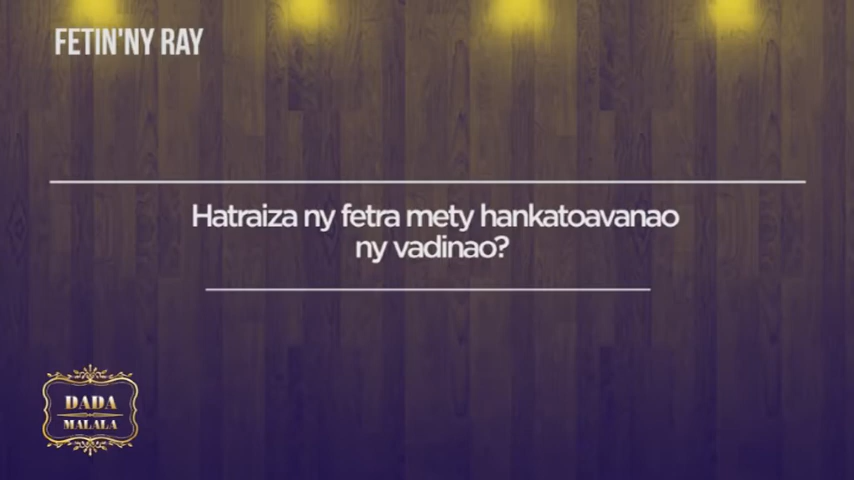 FETIN'NY RAY
Hatraiza ny fetra mety hankatoavanao
ny vadinao?
DADA
MALALA